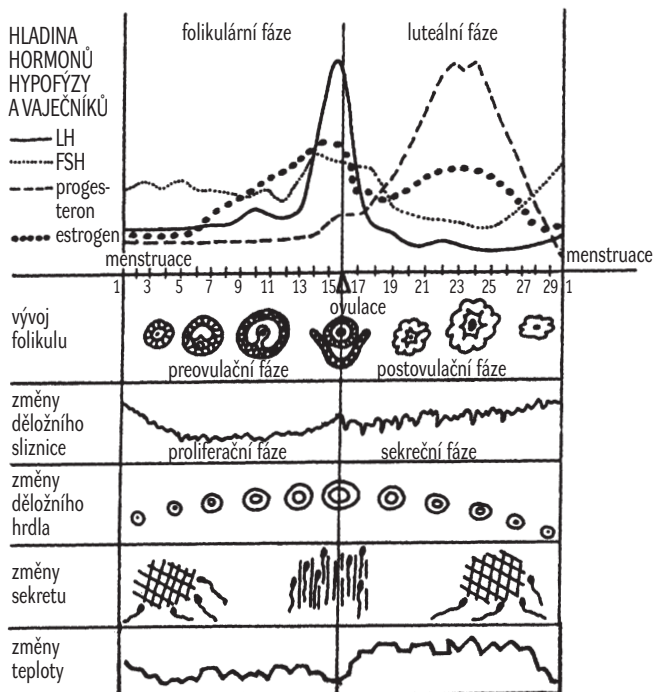 HLADINA
HORMONŮ
HYPOFÝZY
A VAJEČNÍKŮ
LH
FSH
proges-
teron
estrogen
folikulární fáze
luteální fáze
menstruace
menstruace
1 3 5 7 9 11 13 15 17 19 21 23 25 27 29 1
ovulace
vývoj
folikulu
preovulační fáze
postovulační fáze
změny
děložního
sliznice
proliferační fáze
sekreční fáze
změny
děložního
hrdla
změny
sekretu
změny
teploty